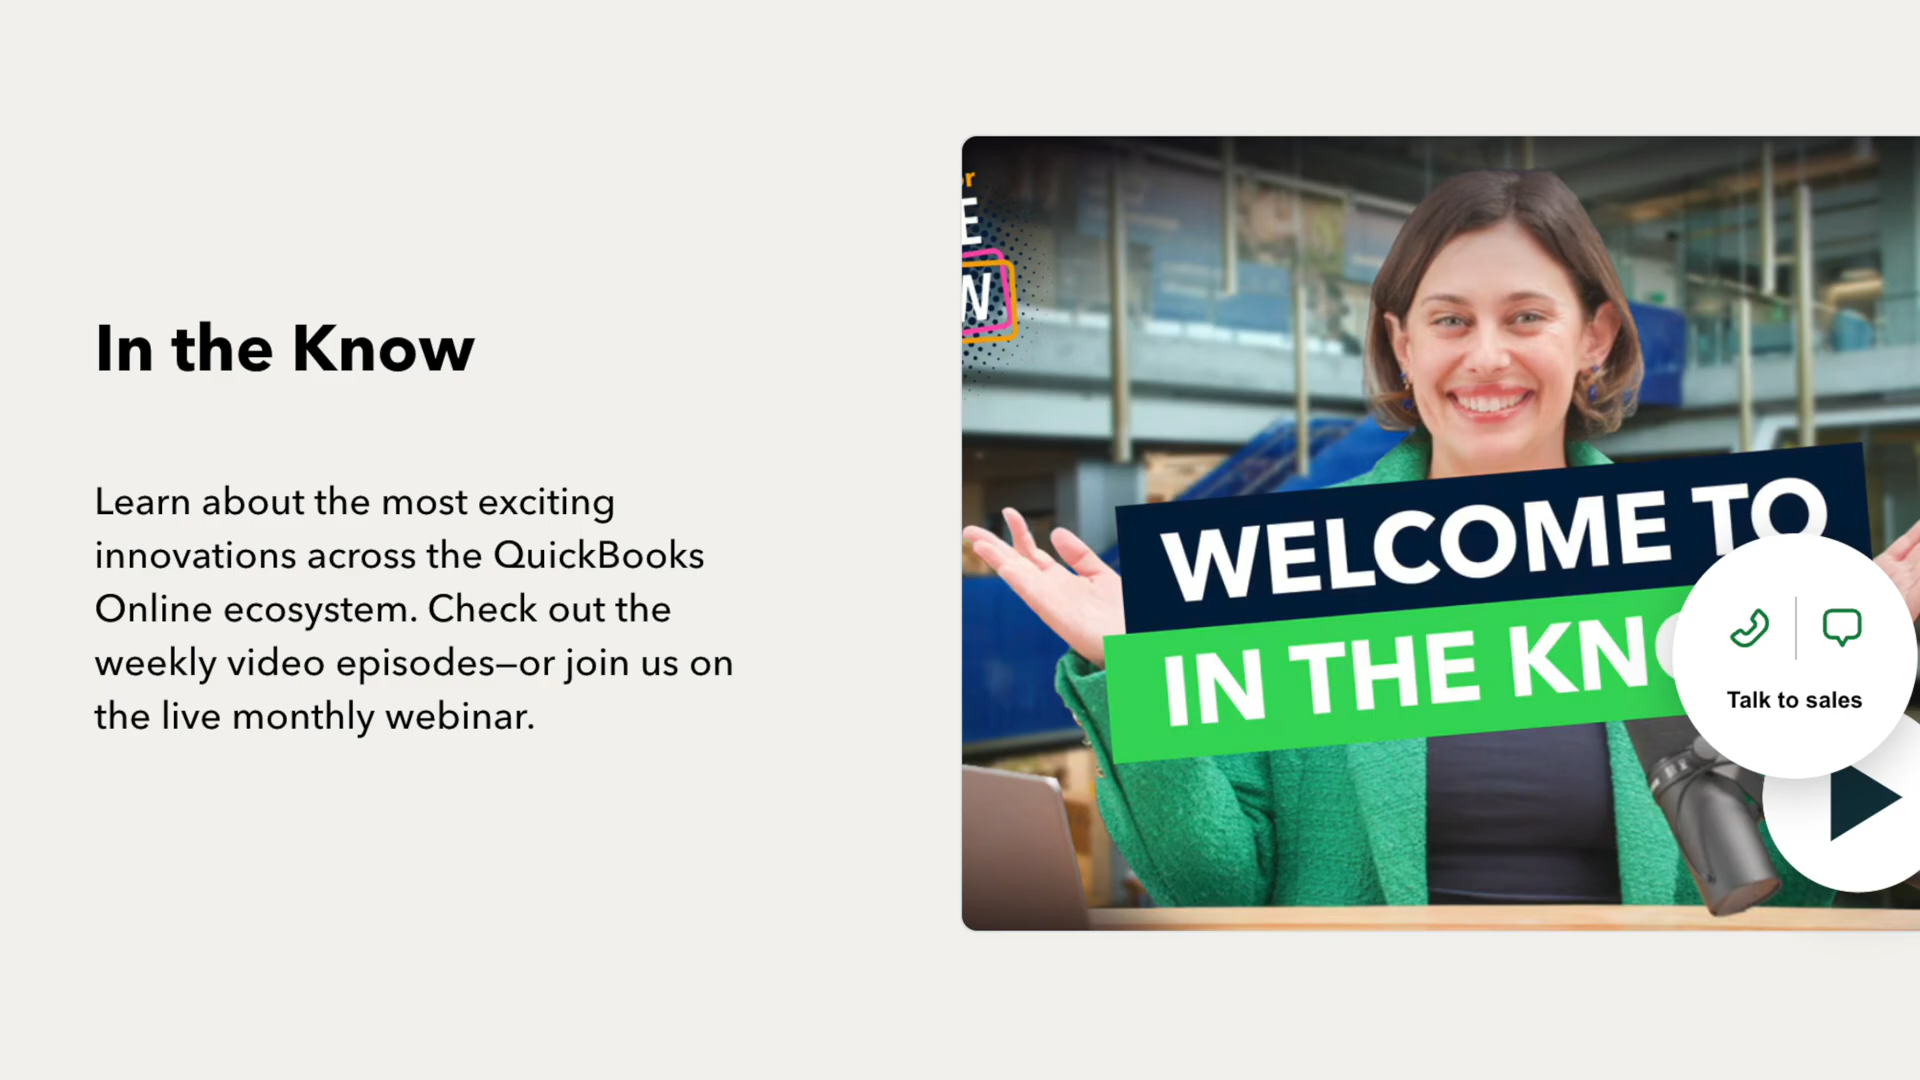 In the Know
Learn about the most exciting
innovations across the QuickBooks
Online ecosystem. Check out the
weekly video episodes—or join us on
the live monthly webinar.
WELCOME TO
IN THE
Talk to sales